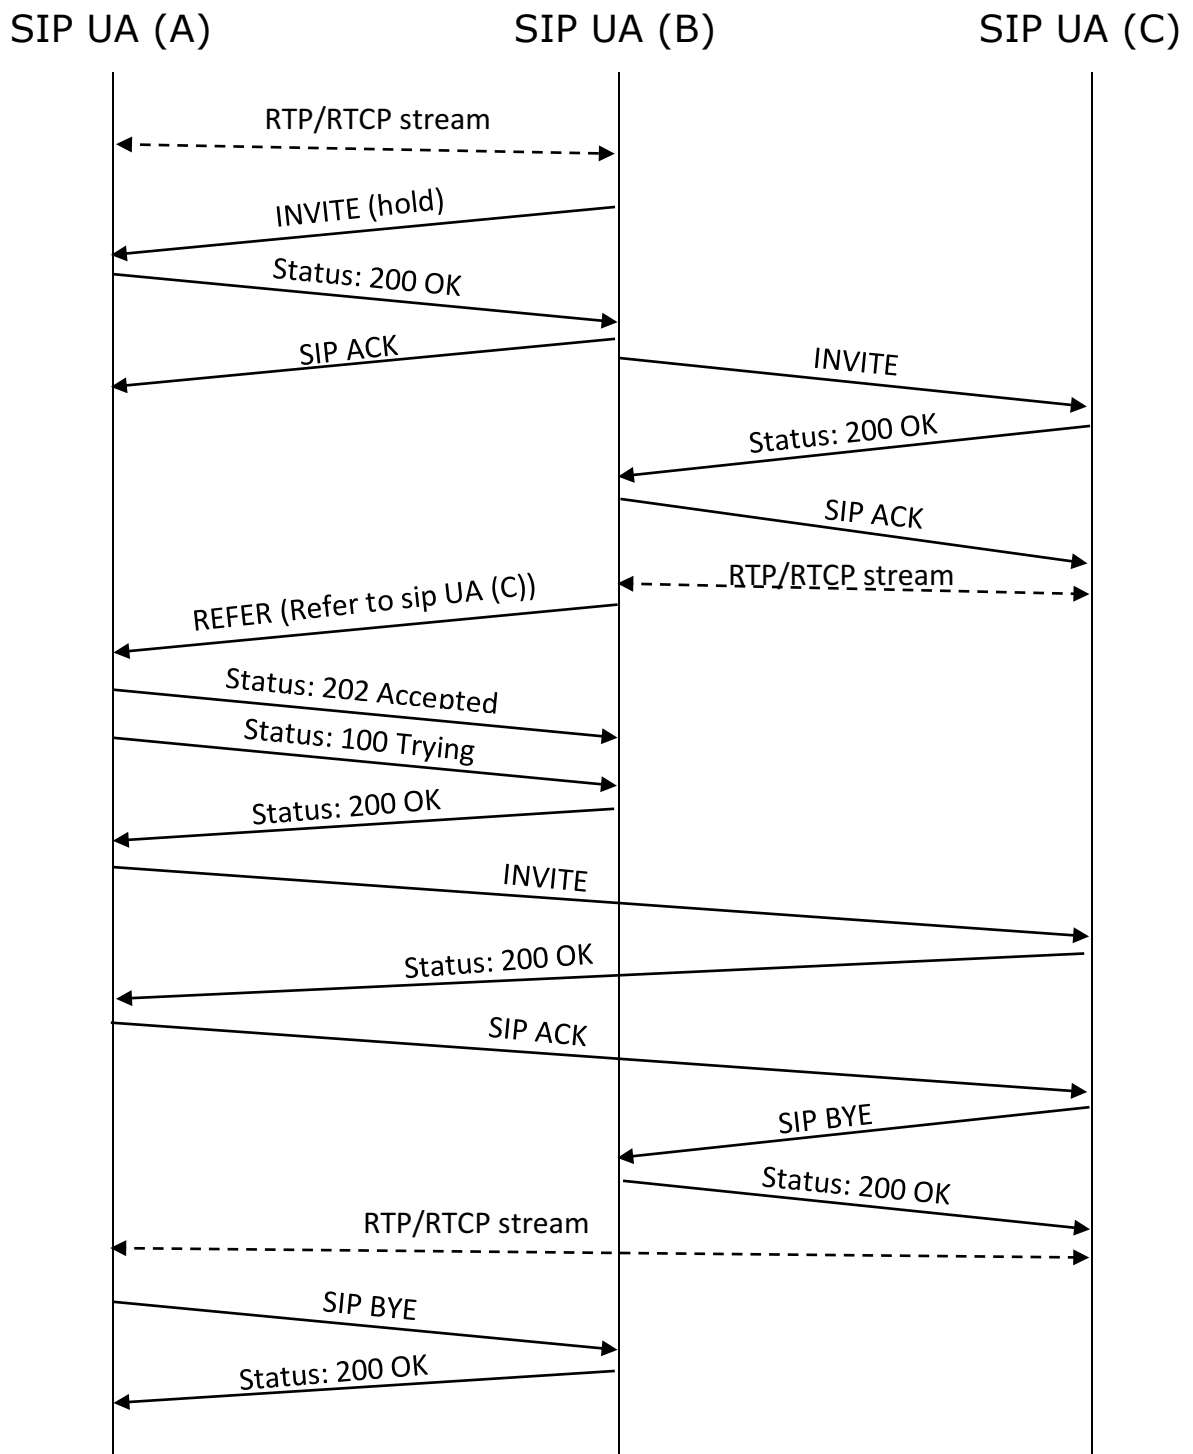 SIP UA (A)
SIP UA (B)
SIP UA (C)
RTP/RTCP stream
INVITE (hold)
Status: 200 OK
SIP ACK
INVITE
Status: 200 OK
SIP ACK
RTP/RTCP stream
REFER (Refer to sip UA (C))
Status: 202 Accepted
Status: 100 Trying
Status: 200 OK
INVITE
Status: 200 OK
SIP ACK
SIP BYE
Status: 200 OK
RTP/RTCP stream
SIP BYE
Status: 200 OK